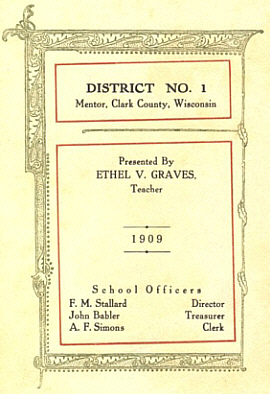 DISTRICT NO. 1
Mentor, Clark County, Wisconsin
Presented By
ETHEL V. GRAVES,
Teacher
1909
School Officers
F. M. Stallard Director
John Babler Treasurer
A. F. Simons Clerk